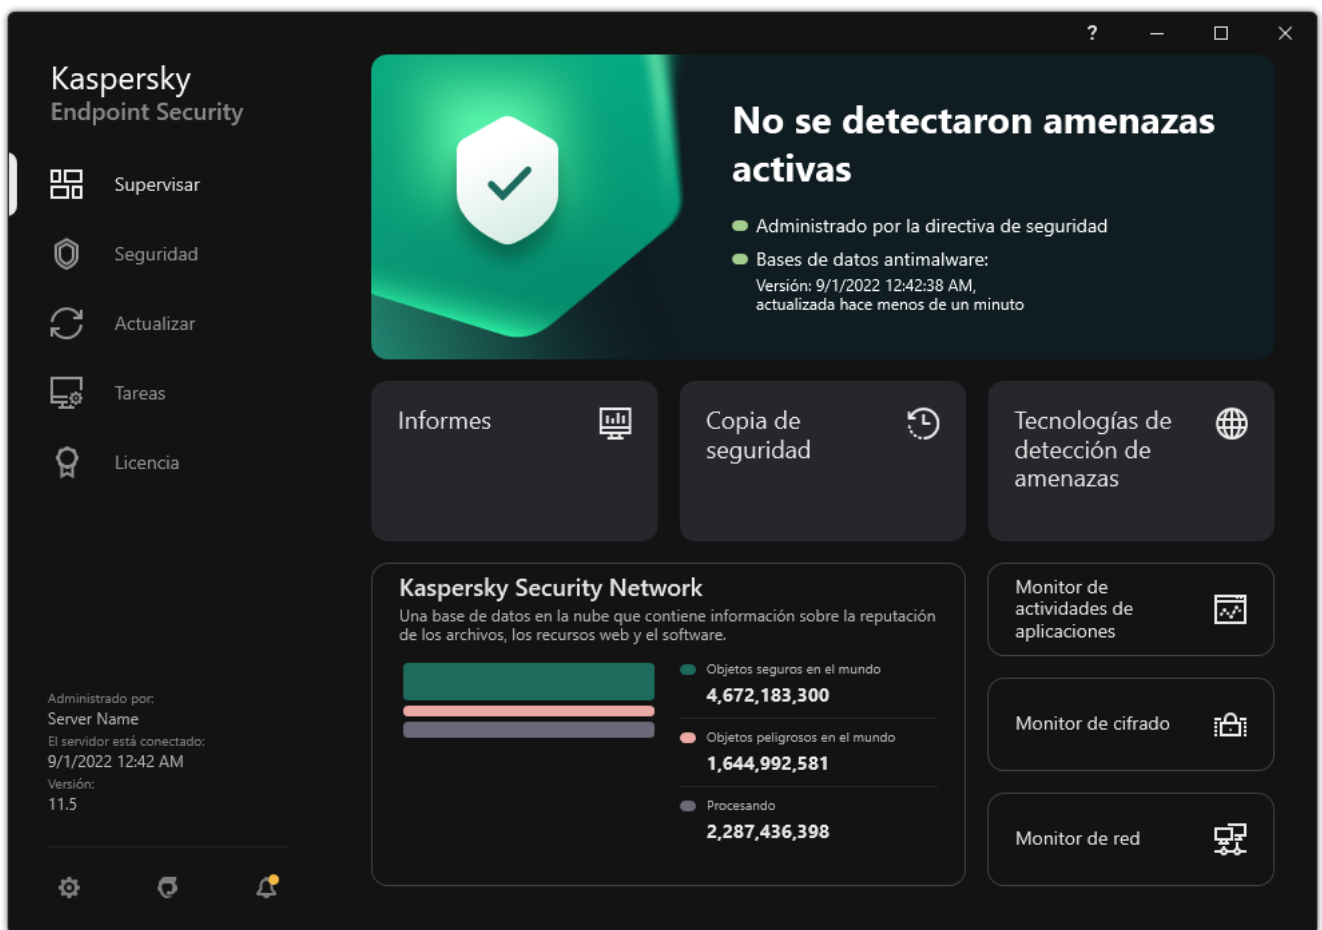 ?
Kaspersky
Endpoint Security
Supervisar
Seguridad
Actualizar
Tareas
Licencia
Administrado por:
Server Name
El servidor está conectado:
9/1/2022 12:42 AM
Versión:
11.5
No se detectaron amenazas
activas
Administrado por la directiva de seguridad
Bases de datos antimalware:
Versión: 9/1/2022 12:42:38 AM,
actualizada hace menos de un minuto
Informes
Copia de
seguridad
Tecnologías de
detección de
amenazas
Kaspersky Security Network
Una base de datos en la nube que contiene información sobre la reputación
de los archivos, los recursos web y el software.
Objetos seguros en el mundo
4,672,183,300
Objetos peligrosos en el mundo
1,644,992,581
Procesando
2,287,436,398
Monitor de
actividades de
aplicaciones
Monitor de cifrado
Monitor de red